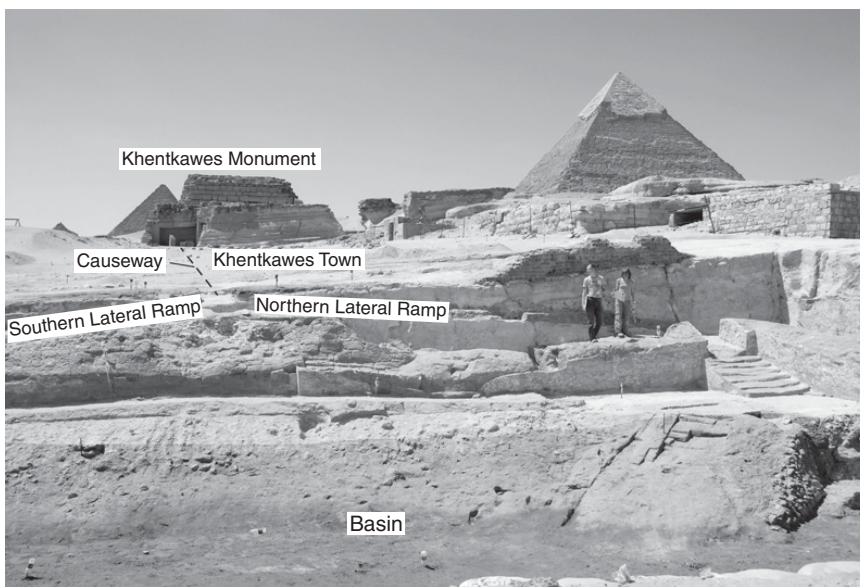 Khentkawes Monument
Causeway
Khentkawes Town
Southern Lateral Ramp
Northern Lateral Ramp
Basin